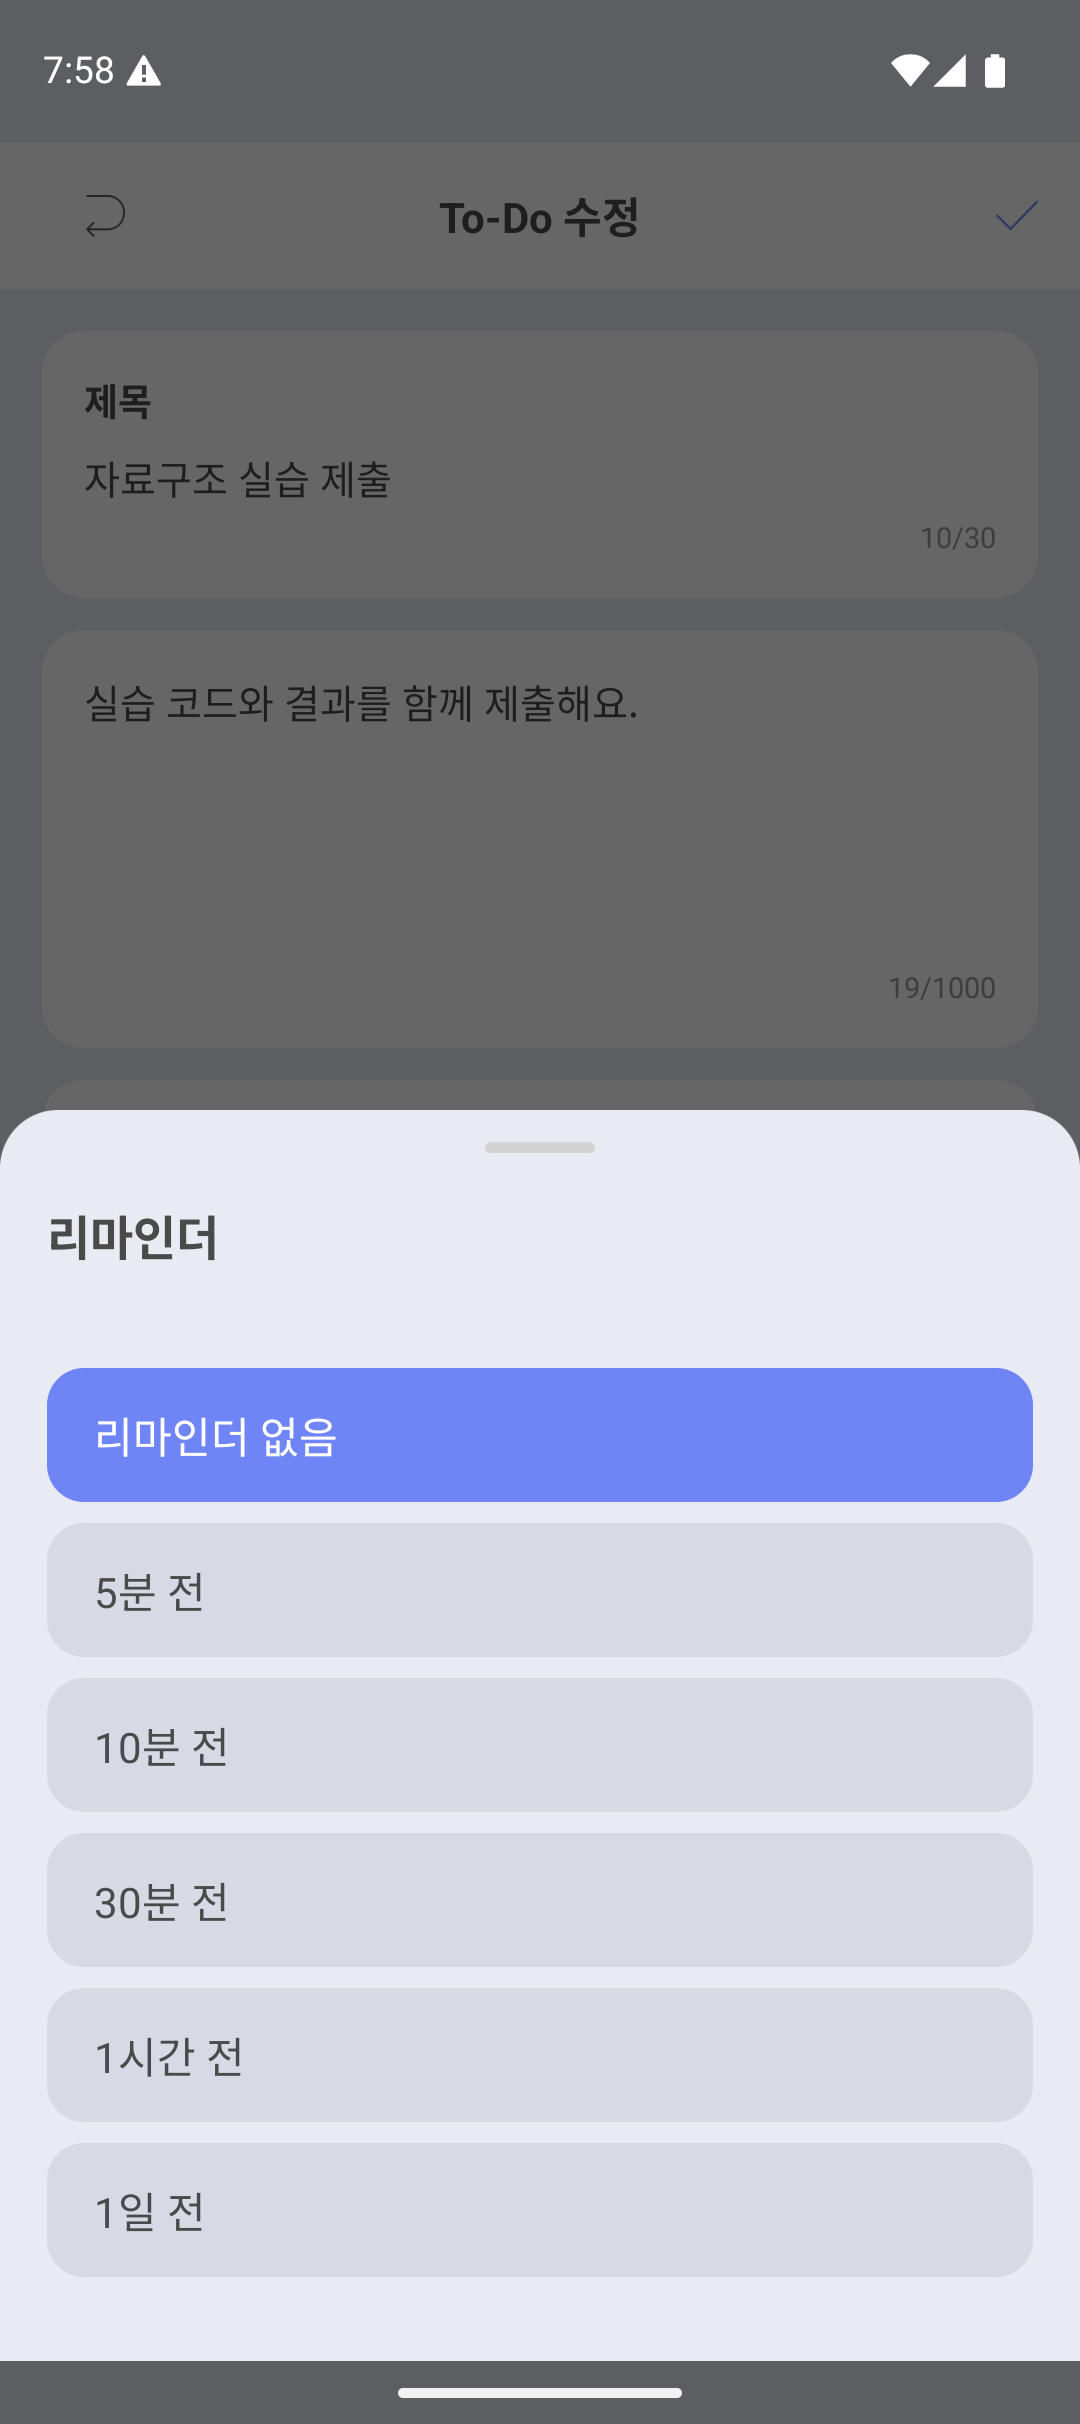 7:58
To-Do 수정
제목
자료구조 실습 제출
10/30
실습 코드와 결과를 함께 제출해요.
19/1000
리마인더
리마인더 없음
5분 전
10분 전
30분 전
1시간 전
1일 전